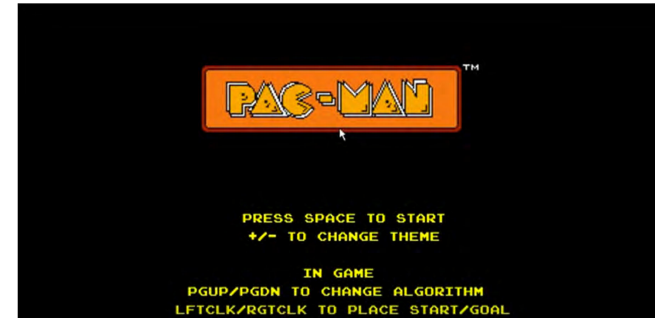 PAC-MAN TM
PRESS SPACE TO START
+/- TO CHANGE THEME
IN GAME
PGUP/PGDN TO CHANGE ALGORITHM
LFTCLK/RGTCLK TO PLACE START/GOAL